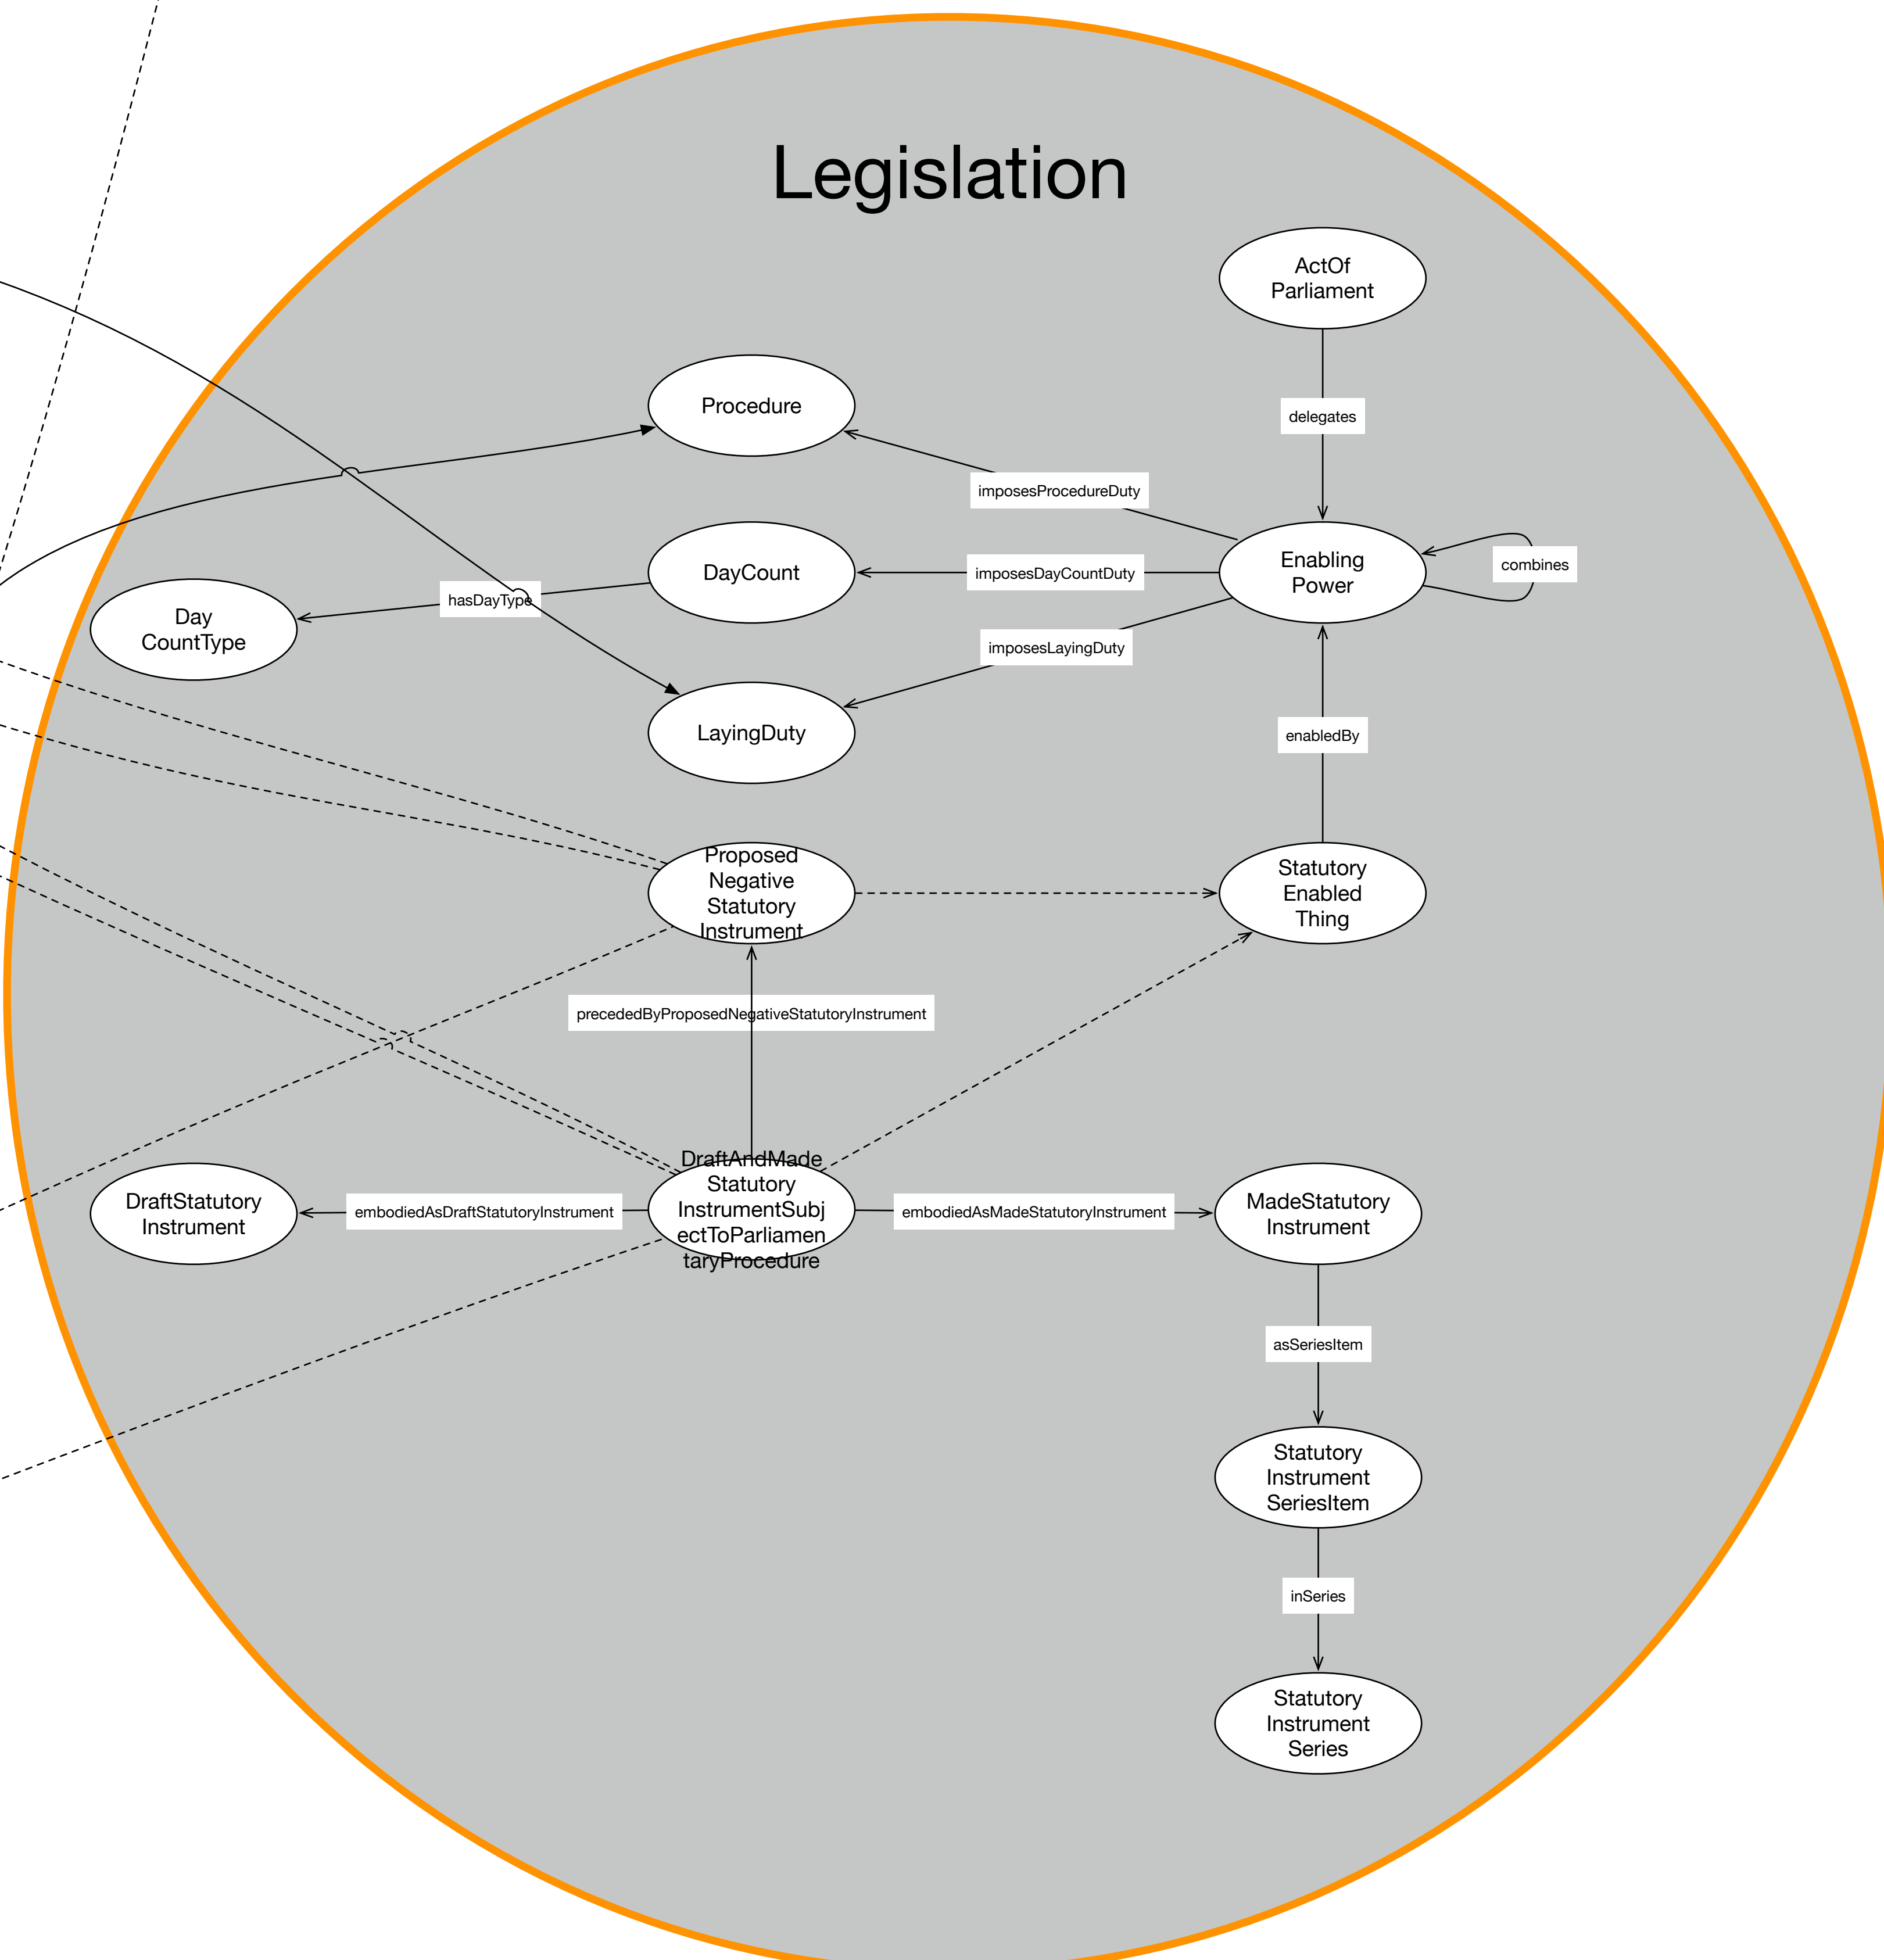 Legislation
ActOf
Parliament
delegates
Procedure
imposesProcedureDuty
DayCount
imposesDayCountDuty
Enabling
Power
combines
hasDayType
Day
CountType
imposesLayingDuty
LayingDuty
enabledBy
Proposed
Negative
Statutory
Instrument
Statutory
Enabled
Thing
precededByProposedNegativeStatutoryInstrument
DraftStatutory
Instrument
embodiedAsDraftStatutoryInstrument
DraftAndMade
Statutory
InstrumentSubj
ectToParliamen
taryProcedure
embodiedAsMadeStatutoryInstrument
MadeStatutory
Instrument
asSeriesItem
Statutory
Instrument
SeriesItem
inSeries
Statutory
Instrument
Series